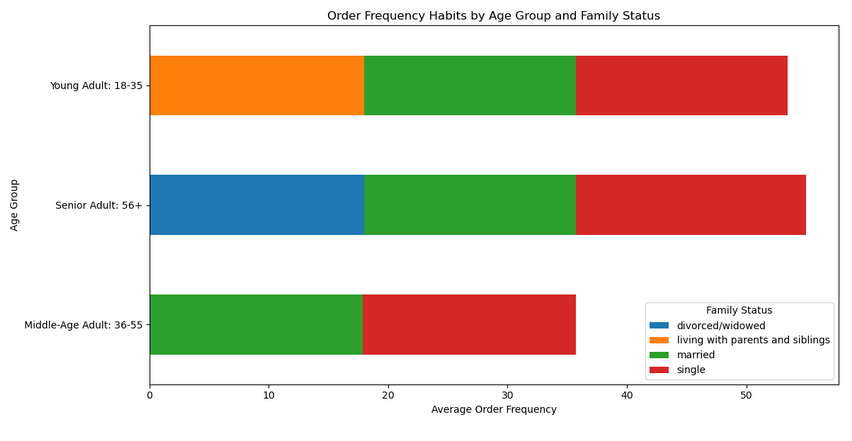 Order Frequency Habits by Age Group and Family Status
Age Group
Young Adult: 18-35
Senior Adult: 56+
Middle-Age Adult: 36-55
Family Status
divorced/widowed
living with parents and siblings
married
single
0 10 20 30 40 50
Average Order Frequency